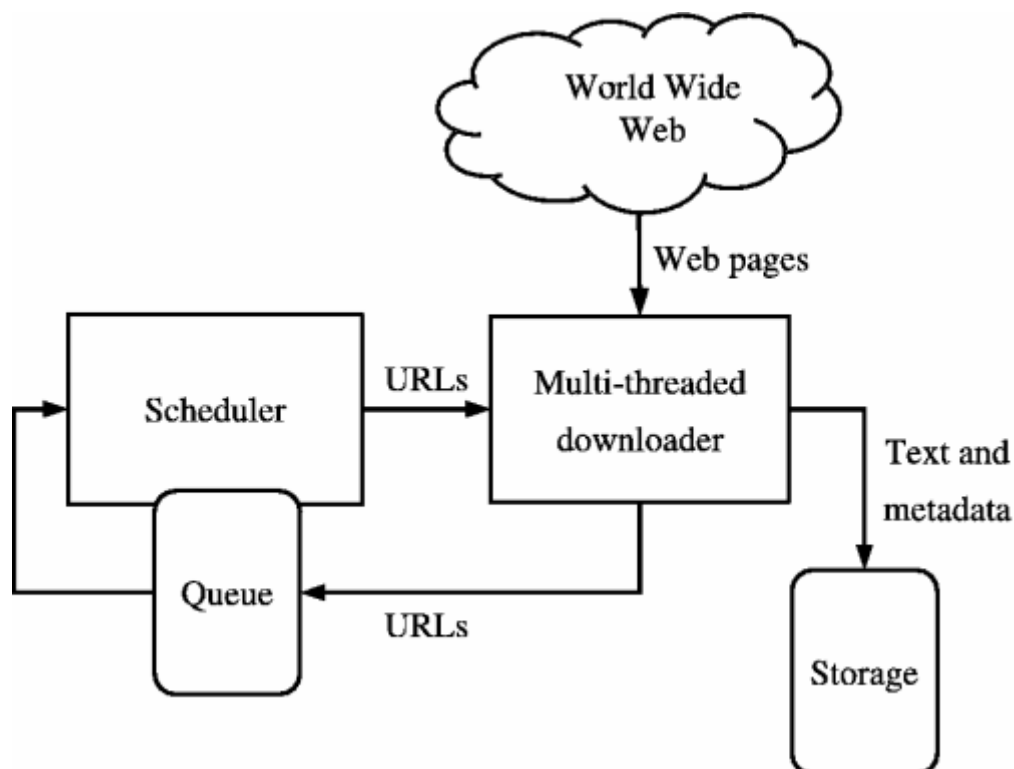 World Wide
Web
Web pages
URLs
Scheduler
Multi-threaded
downloader
Text and
metadata
Queue
URLs
Storage